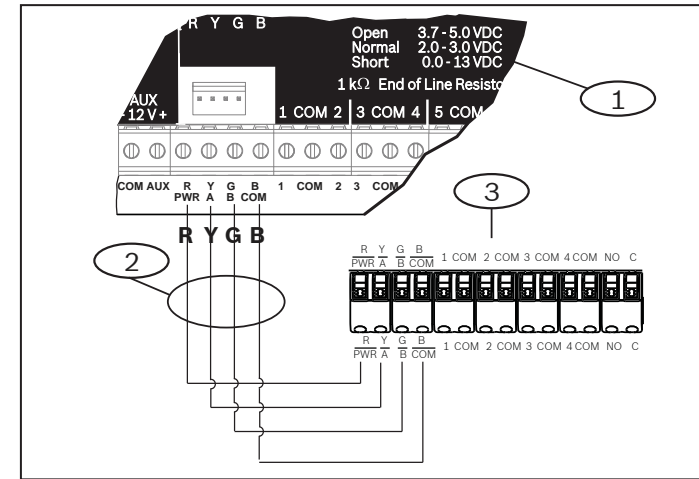 R Y G B
Open 3.7 - 5.0 VDC
Normal 2.0 - 3.0 VDC
Short 0.0 - 13 VDC
1 kΩ End of Line Resisto
AUX
- 12 V +
1 COM 2 3 COM 4 5 COM
1
COM AUX R PWR Y A G B B COM 1 COM 2 3 COM
R Y G B
2
3
R PWR Y A G B B COM 1 COM 2 COM 3 COM 4 COM NO C
R PWR Y A G B B COM 1 COM 2 COM 3 COM 4 COM NO C